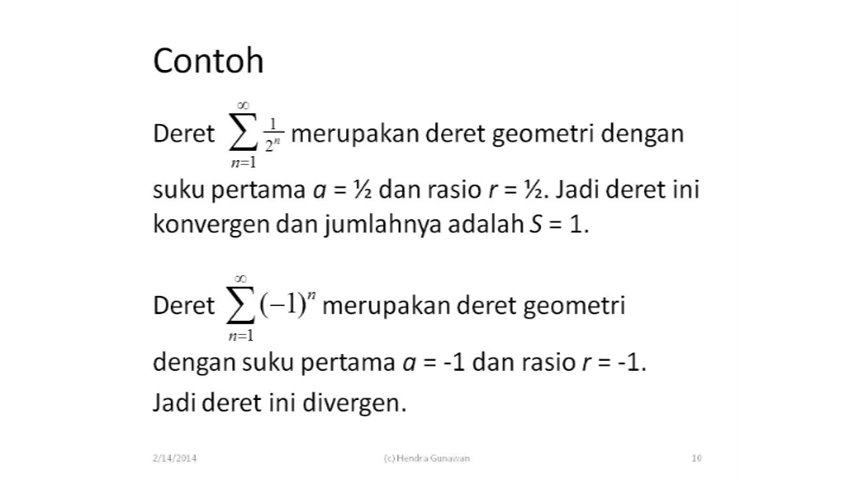 Contoh
Deret ∑_{n=1}^{∞} 1/2ⁿ merupakan deret geometri dengan
suku pertama a = ½ dan rasio r = ½. Jadi deret ini
konvergen dan jumlahnya adalah S = 1.
Deret ∑_{n=1}^{∞} (−1)ⁿ merupakan deret geometri
dengan suku pertama a = -1 dan rasio r = -1.
Jadi deret ini divergen.
2/14/2014 (c) Hendra Gunawan 10